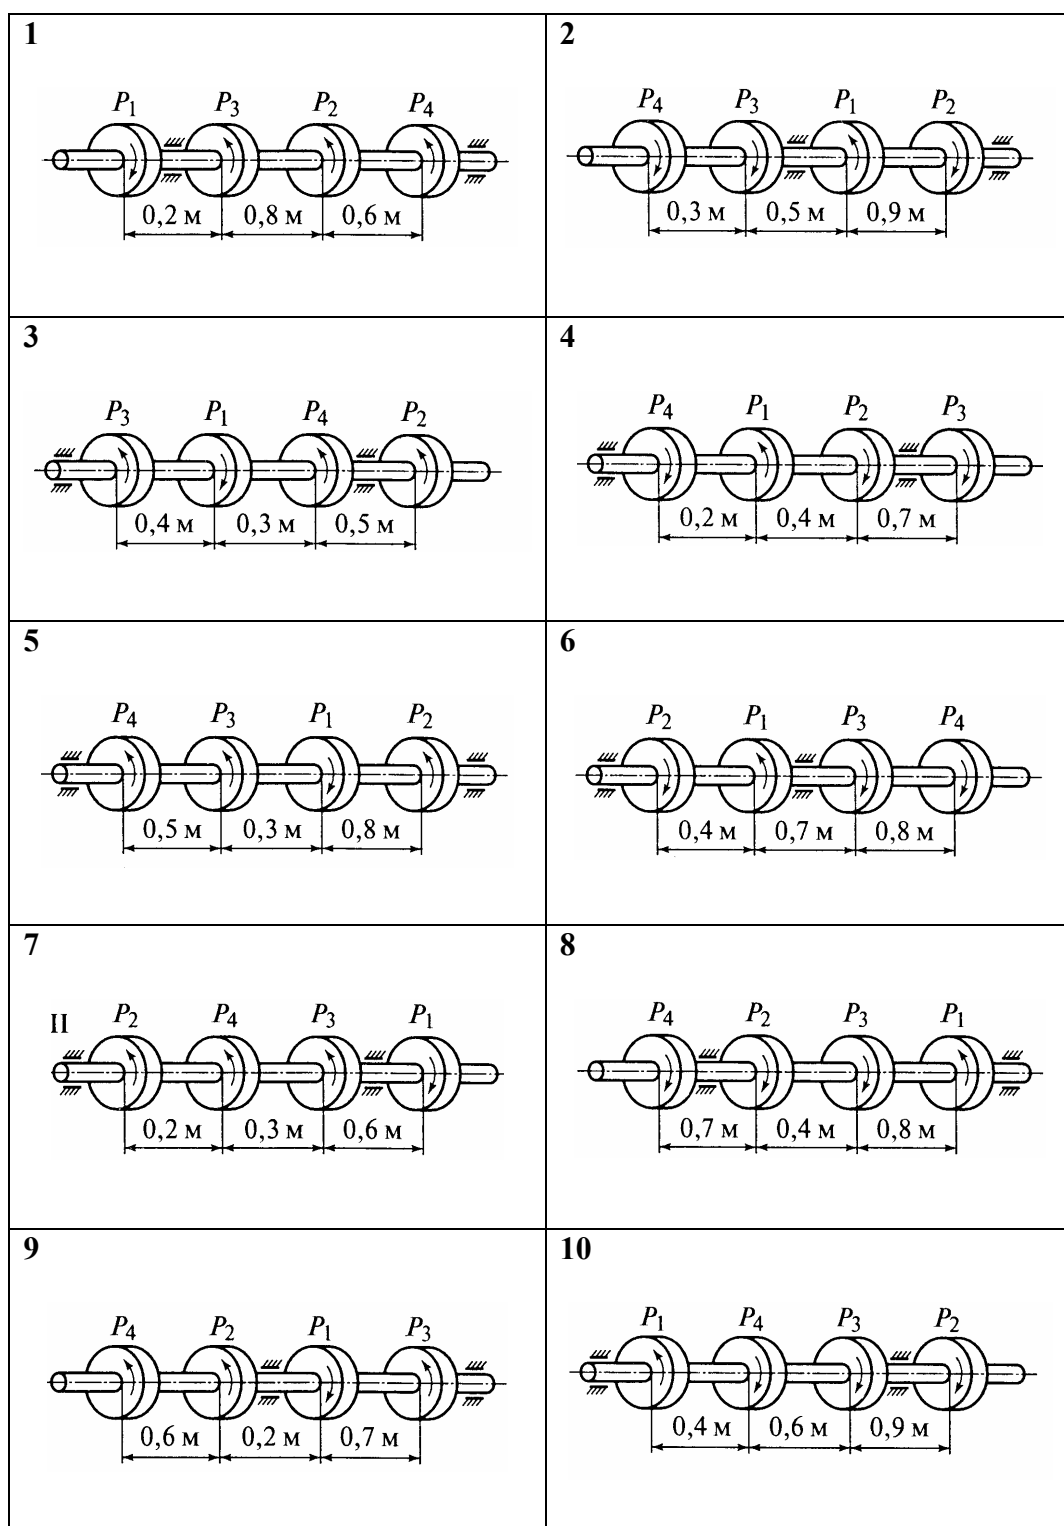 1
P1 P3 P2 P4
0,2 м 0,8 м 0,6 м
2
P4 P3 P1 P2
0,3 м 0,5 м 0,9 м
3
P3 P1 P4 P2
0,4 м 0,3 м 0,5 м
4
P4 P1 P2 P3
0,2 м 0,4 м 0,7 м
5
P4 P3 P1 P2
0,5 м 0,3 м 0,8 м
6
P2 P1 P3 P4
0,4 м 0,7 м 0,8 м
7
II P2 P4 P3 P1
0,2 м 0,3 м 0,6 м
8
P4 P2 P3 P1
0,7 м 0,4 м 0,8 м
9
P4 P2 P1 P3
0,6 м 0,2 м 0,7 м
10
P1 P4 P3 P2
0,4 м 0,6 м 0,9 м